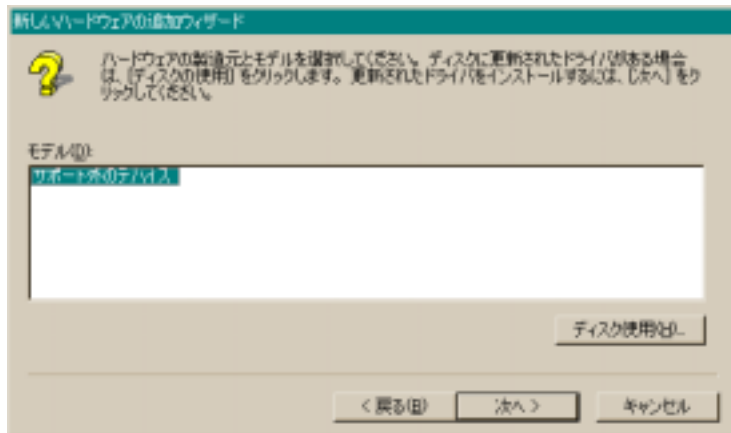 新しいハードウェアの追加ウィザード
ハードウェアの製造元とモデルを選択してください。ディスクに更新されたドライバがある場合
は、[ディスクの使用] をクリックします。更新されたドライバをインストールするには、[次へ] をク
リックしてください。
モデル(D):
サポート外のデバイス
ディスク使用(H)...
< 戻る(B)
次へ >
キャンセル